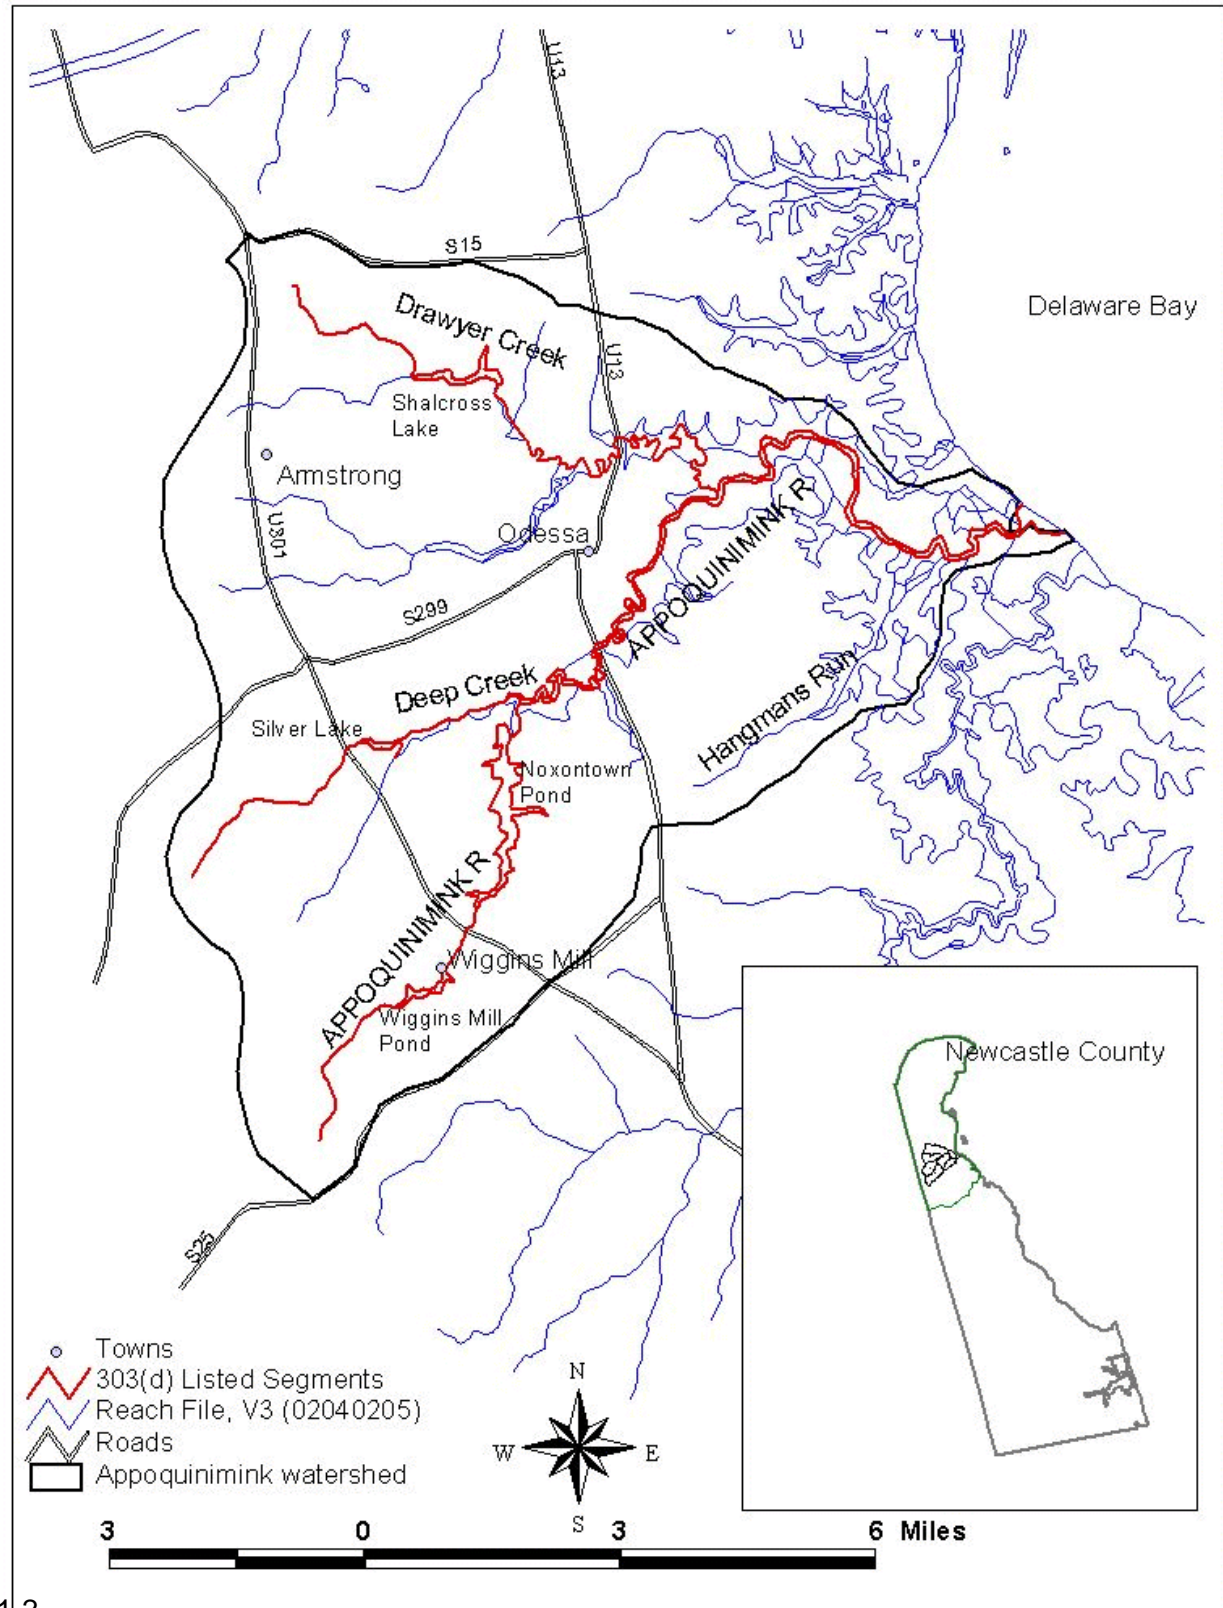 U13
S15
Delaware Bay
Drawyer Creek
U13
Shalcross
Lake
Armstrong
U301
Odessa
APPOQUINIMINK R
S299
Deep Creek
Hangmans Run
Silver Lake
Noxontown
Pond
APPOQUINIMINK R
Wiggins Mill
Wiggins Mill
Pond
Newcastle County
S25
Towns
303(d) Listed Segments
Reach File, V3 (02040205)
Roads
Appoquinimink watershed
N
W
E
S
3 0 3 6 Miles